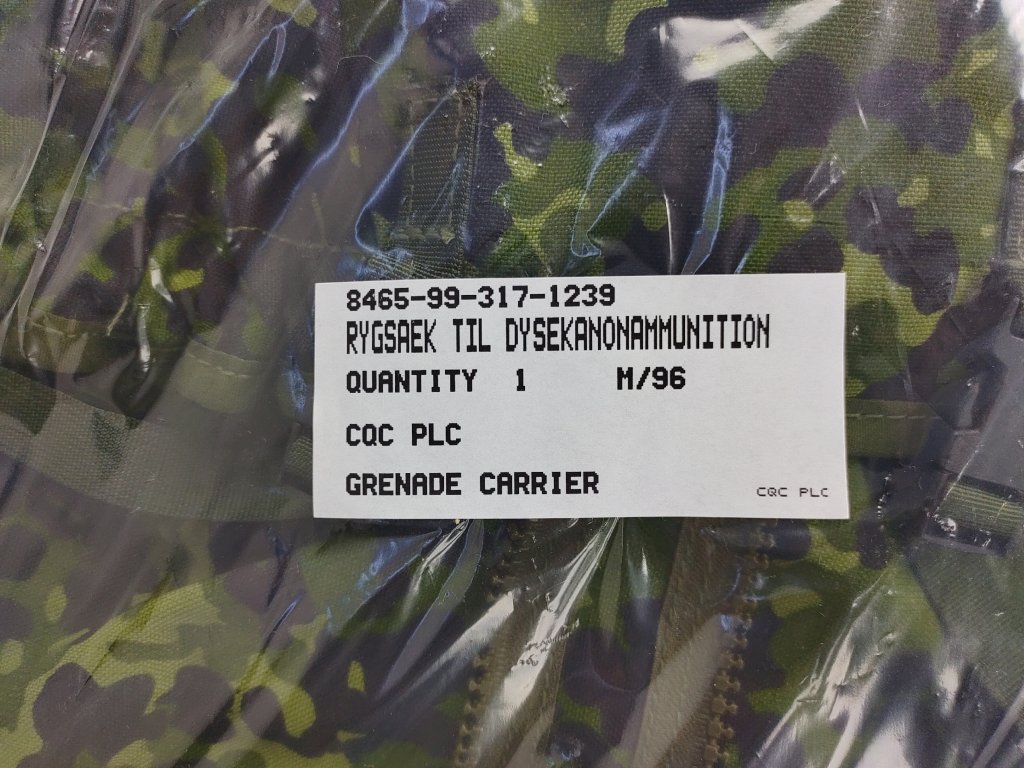 8465-99-317-1239
RYGSAEK TIL DYSEKANONAMMUNITION
QUANTITY 1 M/96
CQC PLC
GRENADE CARRIER
CQC PLC